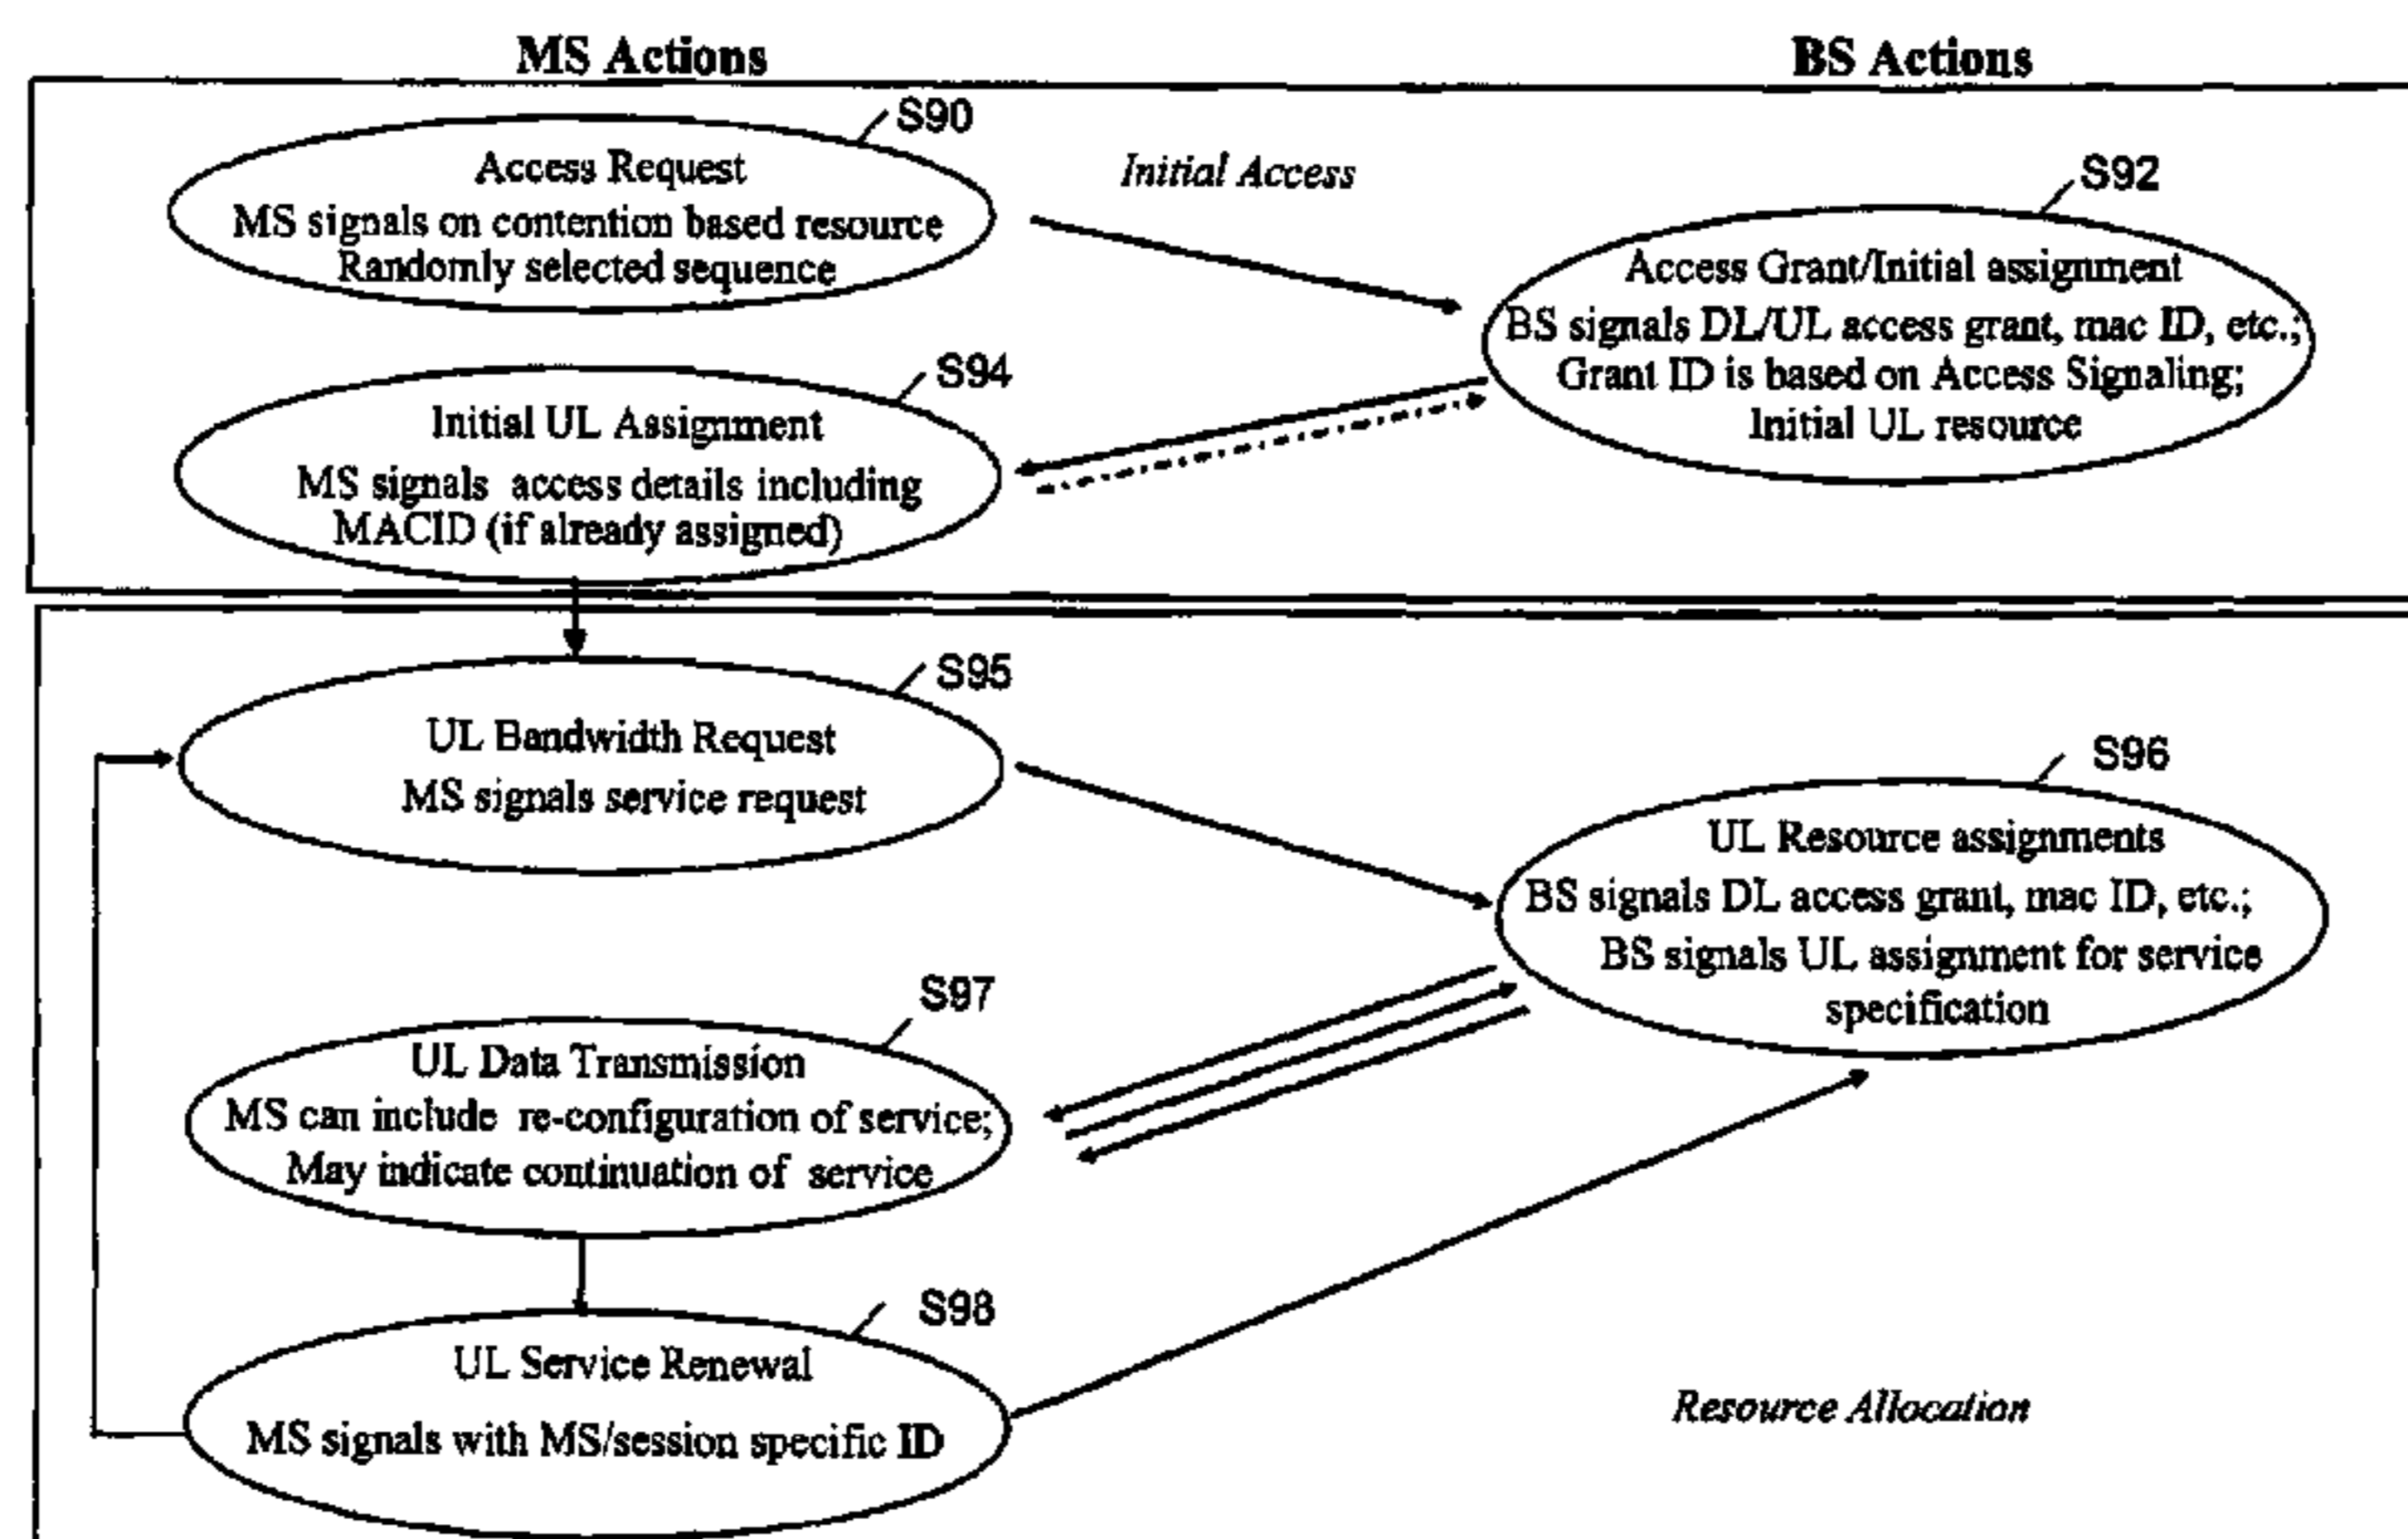 MS Actions
BS Actions
S90
Access Request
MS signals on contention based resource
Randomly selected sequence
Initial Access
S92
Access Grant/Initial assignment
BS signals DL/UL access grant, mac ID, etc.;
Grant ID is based on Access Signaling;
Initial UL resource
S94
Initial UL Assignment
MS signals access details including
MACID (if already assigned)
S95
UL Bandwidth Request
MS signals service request
S96
UL Resource assignments
BS signals DL access grant, mac ID, etc.;
BS signals UL assignment for service
specification
S97
UL Data Transmission
MS can include re-configuration of service;
May indicate continuation of service
S98
UL Service Renewal
MS signals with MS/session specific ID
Resource Allocation